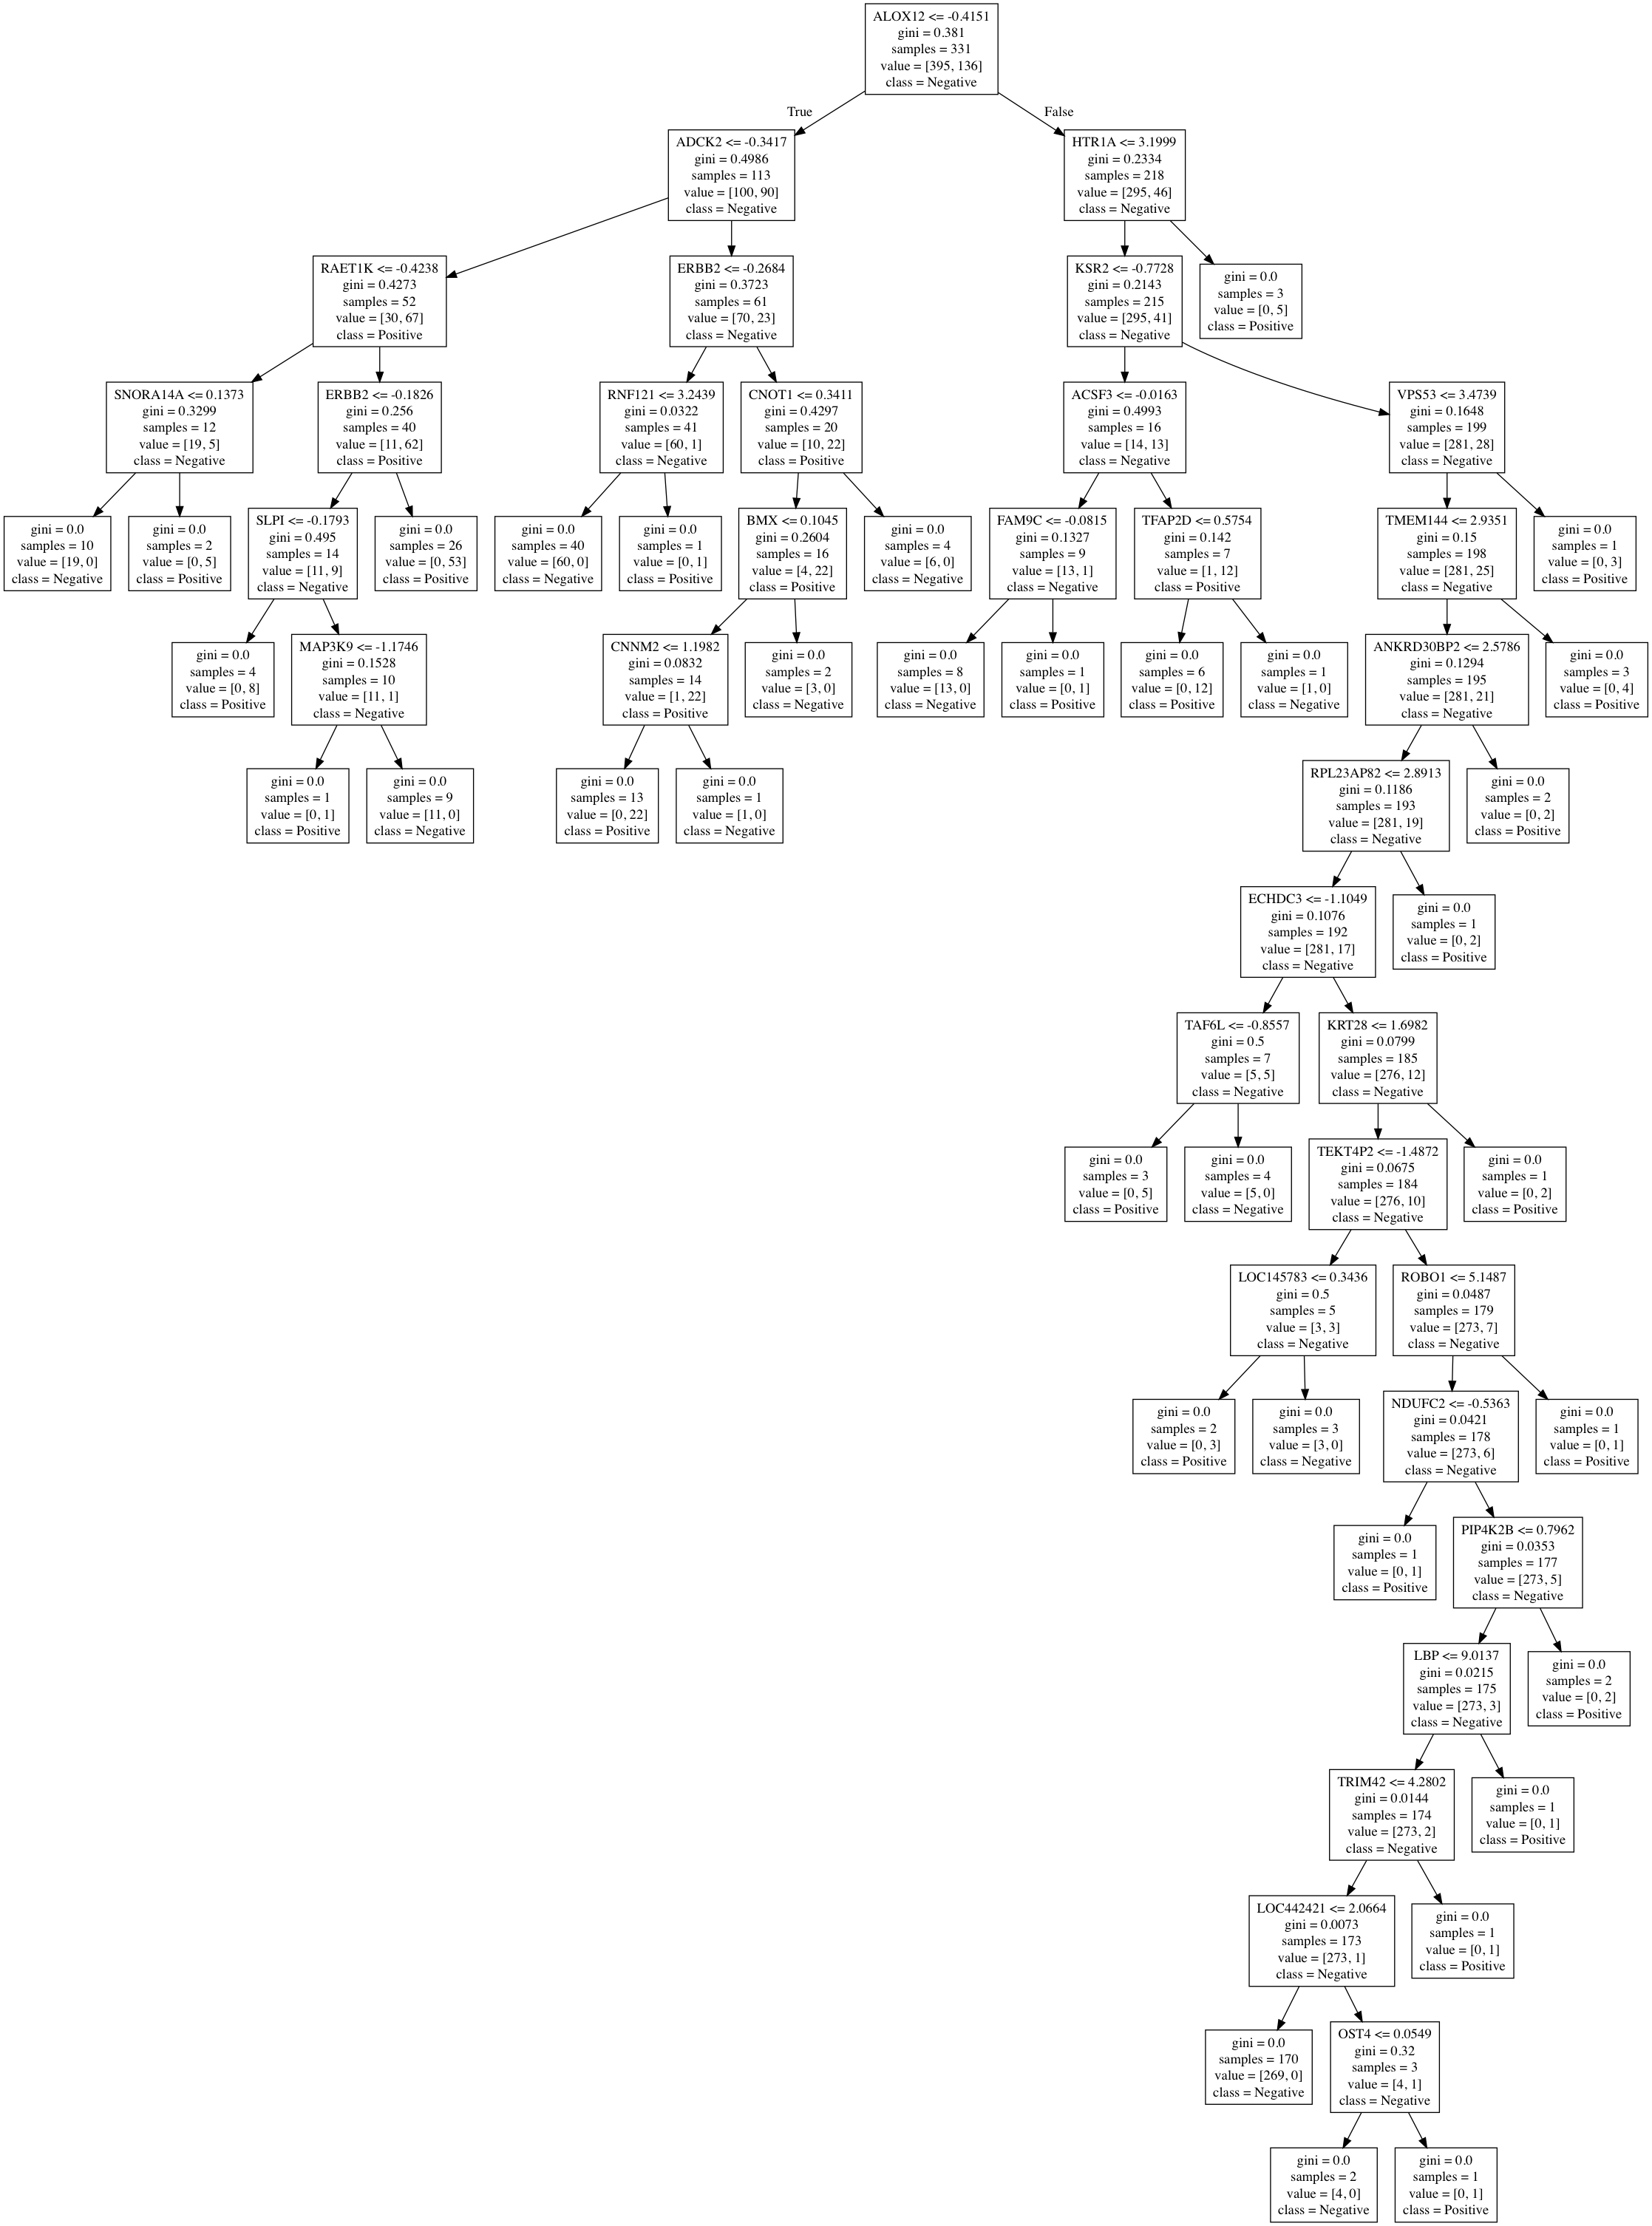 ALOX12 <= -0.4151
gini = 0.381
samples = 331
value = [395, 136]
class = Negative
True
False
ADCK2 <= -0.3417
gini = 0.4986
samples = 113
value = [100, 90]
class = Negative
HTR1A <= 3.1999
gini = 0.2334
samples = 218
value = [295, 46]
class = Negative
RAET1K <= -0.4238
gini = 0.4273
samples = 52
value = [30, 67]
class = Positive
ERBB2 <= -0.2684
gini = 0.3723
samples = 61
value = [70, 23]
class = Negative
KSR2 <= -0.7728
gini = 0.2143
samples = 215
value = [295, 41]
class = Negative
gini = 0.0
samples = 3
value = [0, 5]
class = Positive
SNORA14A <= 0.1373
gini = 0.3299
samples = 12
value = [19, 5]
class = Negative
ERBB2 <= -0.1826
gini = 0.256
samples = 40
value = [11, 62]
class = Positive
RNF121 <= 3.2439
gini = 0.0322
samples = 41
value = [60, 1]
class = Negative
CNOT1 <= 0.3411
gini = 0.4297
samples = 20
value = [10, 22]
class = Positive
ACSF3 <= -0.0163
gini = 0.4993
samples = 16
value = [14, 13]
class = Negative
VPS53 <= 3.4739
gini = 0.1648
samples = 199
value = [281, 28]
class = Negative
gini = 0.0
samples = 10
value = [19, 0]
class = Negative
gini = 0.0
samples = 2
value = [0, 5]
class = Positive
SLPI <= -0.1793
gini = 0.495
samples = 14
value = [11, 9]
class = Negative
gini = 0.0
samples = 26
value = [0, 53]
class = Positive
gini = 0.0
samples = 40
value = [60, 0]
class = Negative
gini = 0.0
samples = 1
value = [0, 1]
class = Positive
BMX <= 0.1045
gini = 0.2604
samples = 16
value = [4, 22]
class = Positive
gini = 0.0
samples = 4
value = [6, 0]
class = Negative
FAM9C <= -0.0815
gini = 0.1327
samples = 9
value = [13, 1]
class = Negative
TFAP2D <= 0.5754
gini = 0.142
samples = 7
value = [1, 12]
class = Positive
TMEM144 <= 2.9351
gini = 0.15
samples = 198
value = [281, 25]
class = Negative
gini = 0.0
samples = 1
value = [0, 3]
class = Positive
gini = 0.0
samples = 4
value = [0, 8]
class = Positive
MAP3K9 <= -1.1746
gini = 0.1528
samples = 10
value = [11, 1]
class = Negative
CNNM2 <= 1.1982
gini = 0.0832
samples = 14
value = [1, 22]
class = Positive
gini = 0.0
samples = 2
value = [3, 0]
class = Negative
gini = 0.0
samples = 8
value = [13, 0]
class = Negative
gini = 0.0
samples = 1
value = [0, 1]
class = Positive
gini = 0.0
samples = 6
value = [0, 12]
class = Positive
gini = 0.0
samples = 1
value = [1, 0]
class = Negative
ANKRD30BP2 <= 2.5786
gini = 0.1294
samples = 195
value = [281, 21]
class = Negative
gini = 0.0
samples = 3
value = [0, 4]
class = Positive
gini = 0.0
samples = 1
value = [0, 1]
class = Positive
gini = 0.0
samples = 9
value = [11, 0]
class = Negative
gini = 0.0
samples = 13
value = [0, 22]
class = Positive
gini = 0.0
samples = 1
value = [1, 0]
class = Negative
RPL23AP82 <= 2.8913
gini = 0.1186
samples = 193
value = [281, 19]
class = Negative
gini = 0.0
samples = 2
value = [0, 2]
class = Positive
ECHDC3 <= -1.1049
gini = 0.1076
samples = 192
value = [281, 17]
class = Negative
gini = 0.0
samples = 1
value = [0, 2]
class = Positive
TAF6L <= -0.8557
gini = 0.5
samples = 7
value = [5, 5]
class = Negative
KRT28 <= 1.6982
gini = 0.0799
samples = 185
value = [276, 12]
class = Negative
gini = 0.0
samples = 3
value = [0, 5]
class = Positive
gini = 0.0
samples = 4
value = [5, 0]
class = Negative
TEKT4P2 <= -1.4872
gini = 0.0675
samples = 184
value = [276, 10]
class = Negative
gini = 0.0
samples = 1
value = [0, 2]
class = Positive
LOC145783 <= 0.3436
gini = 0.5
samples = 5
value = [3, 3]
class = Negative
ROBO1 <= 5.1487
gini = 0.0487
samples = 179
value = [273, 7]
class = Negative
gini = 0.0
samples = 2
value = [0, 3]
class = Positive
gini = 0.0
samples = 3
value = [3, 0]
class = Negative
NDUFC2 <= -0.5363
gini = 0.0421
samples = 178
value = [273, 6]
class = Negative
gini = 0.0
samples = 1
value = [0, 1]
class = Positive
gini = 0.0
samples = 1
value = [0, 1]
class = Positive
PIP4K2B <= 0.7962
gini = 0.0353
samples = 177
value = [273, 5]
class = Negative
LBP <= 9.0137
gini = 0.0215
samples = 175
value = [273, 3]
class = Negative
gini = 0.0
samples = 2
value = [0, 2]
class = Positive
TRIM42 <= 4.2802
gini = 0.0144
samples = 174
value = [273, 2]
class = Negative
gini = 0.0
samples = 1
value = [0, 1]
class = Positive
LOC442421 <= 2.0664
gini = 0.0073
samples = 173
value = [273, 1]
class = Negative
gini = 0.0
samples = 1
value = [0, 1]
class = Positive
gini = 0.0
samples = 170
value = [269, 0]
class = Negative
OST4 <= 0.0549
gini = 0.32
samples = 3
value = [4, 1]
class = Negative
gini = 0.0
samples = 2
value = [4, 0]
class = Negative
gini = 0.0
samples = 1
value = [0, 1]
class = Positive